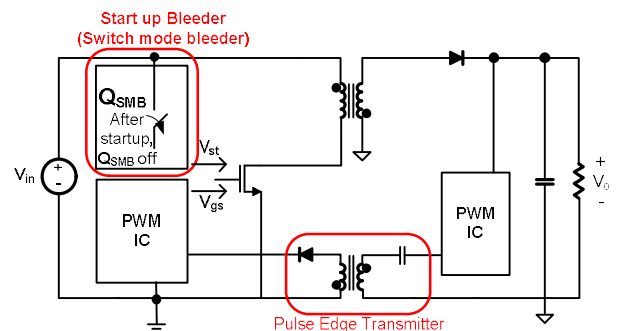 Start up Bleeder
(Switch mode bleeder)
QSMB
After
startup,
QSMB off
Vst
Vin
+
-
Vgs
PWM
IC
PWM
IC
+
Vo
-
Pulse Edge Transmitter